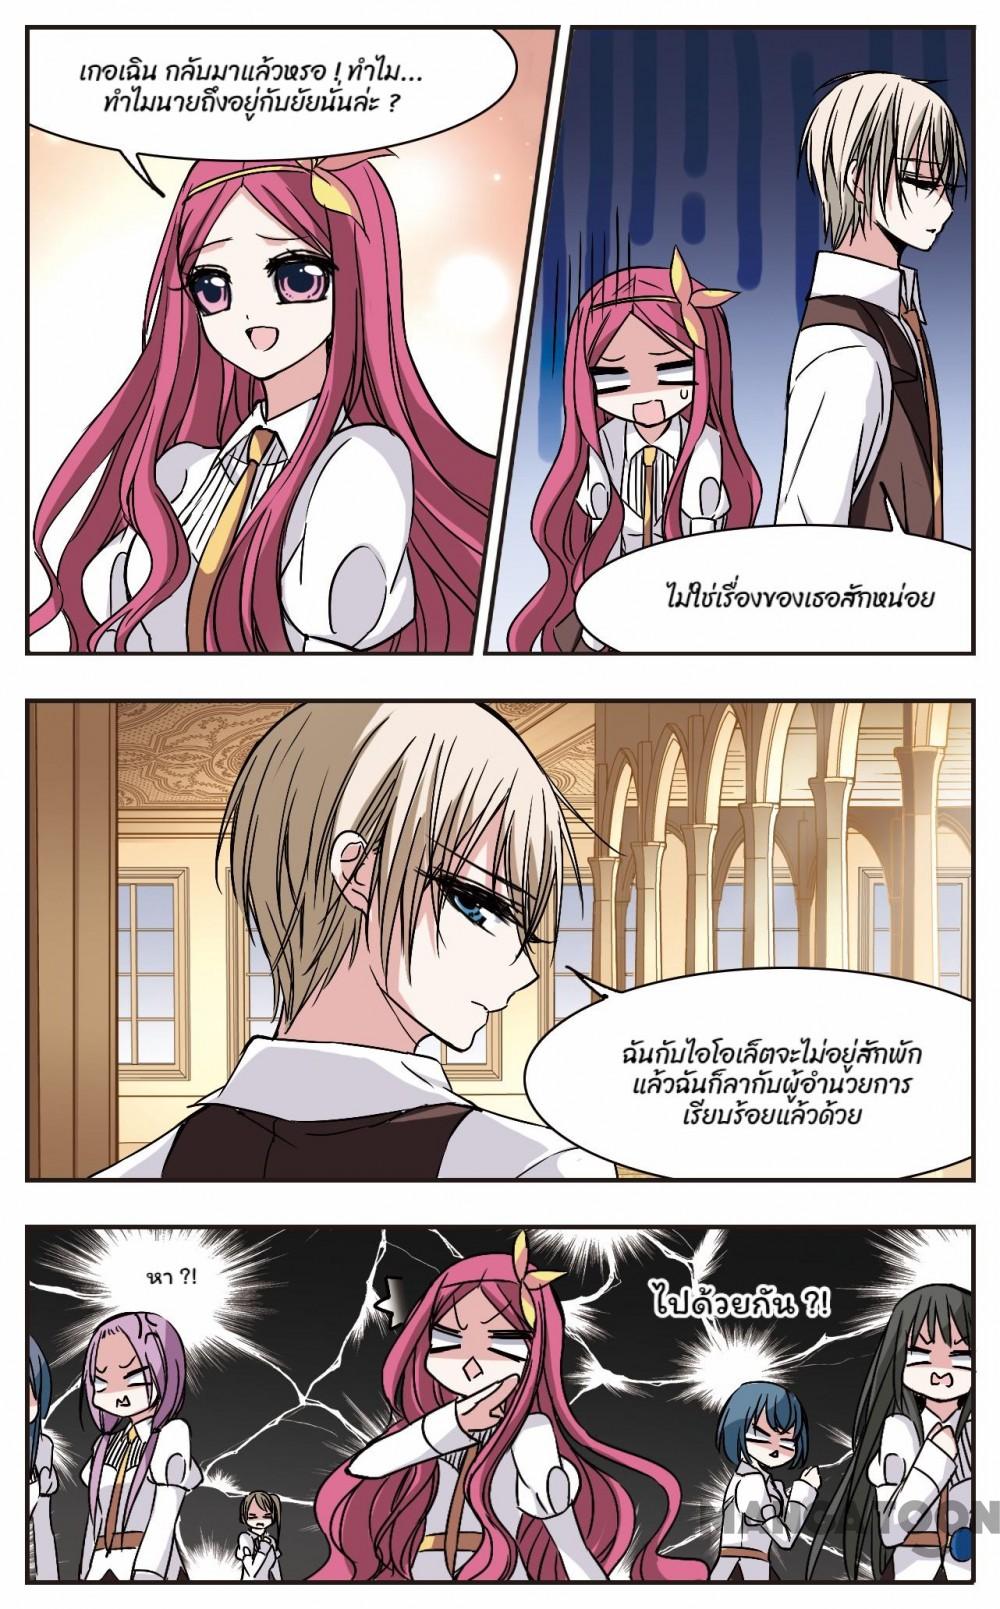 เกอเฉิน กลับมาแล้วหรอ ! ทำไม...
ทำไมนายถึงอยู่กับยัยนั่นล่ะ ?
ไม่ใช่เรื่องของเธอสักหน่อย
ฉันกับไอโอเล็ตจะไม่อยู่สักพัก
แล้วฉันก็ลากับผู้อำนวยการ
เรียบร้อยแล้วด้วย
หา ?!
ไปด้วยกัน ?!
MANGATOON